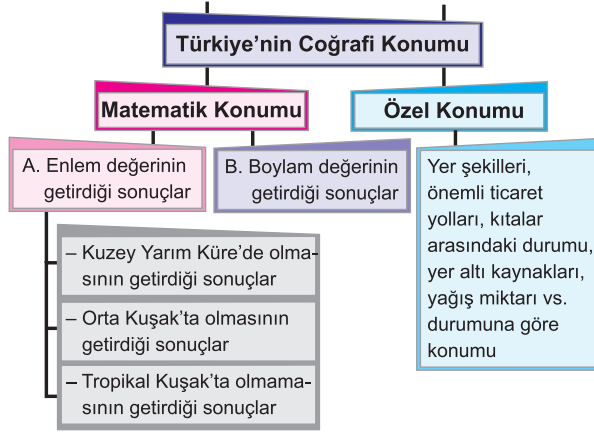 Türkiye’nin Coğrafi Konumu
Matematik Konumu
Özel Konumu
A. Enlem değerinin
getirdiği sonuçlar
B. Boylam değerinin
getirdiği sonuçlar
Yer şekilleri,
önemli ticaret
yolları, kıtalar
arasındaki durumu,
yer altı kaynakları,
yağış miktarı vs.
durumuna göre
konumu
– Kuzey Yarım Küre’de olma-
sının getirdiği sonuçlar
– Orta Kuşak’ta olmasının
getirdiği sonuçlar
– Tropikal Kuşak’ta olmama-
sının getirdiği sonuçlar